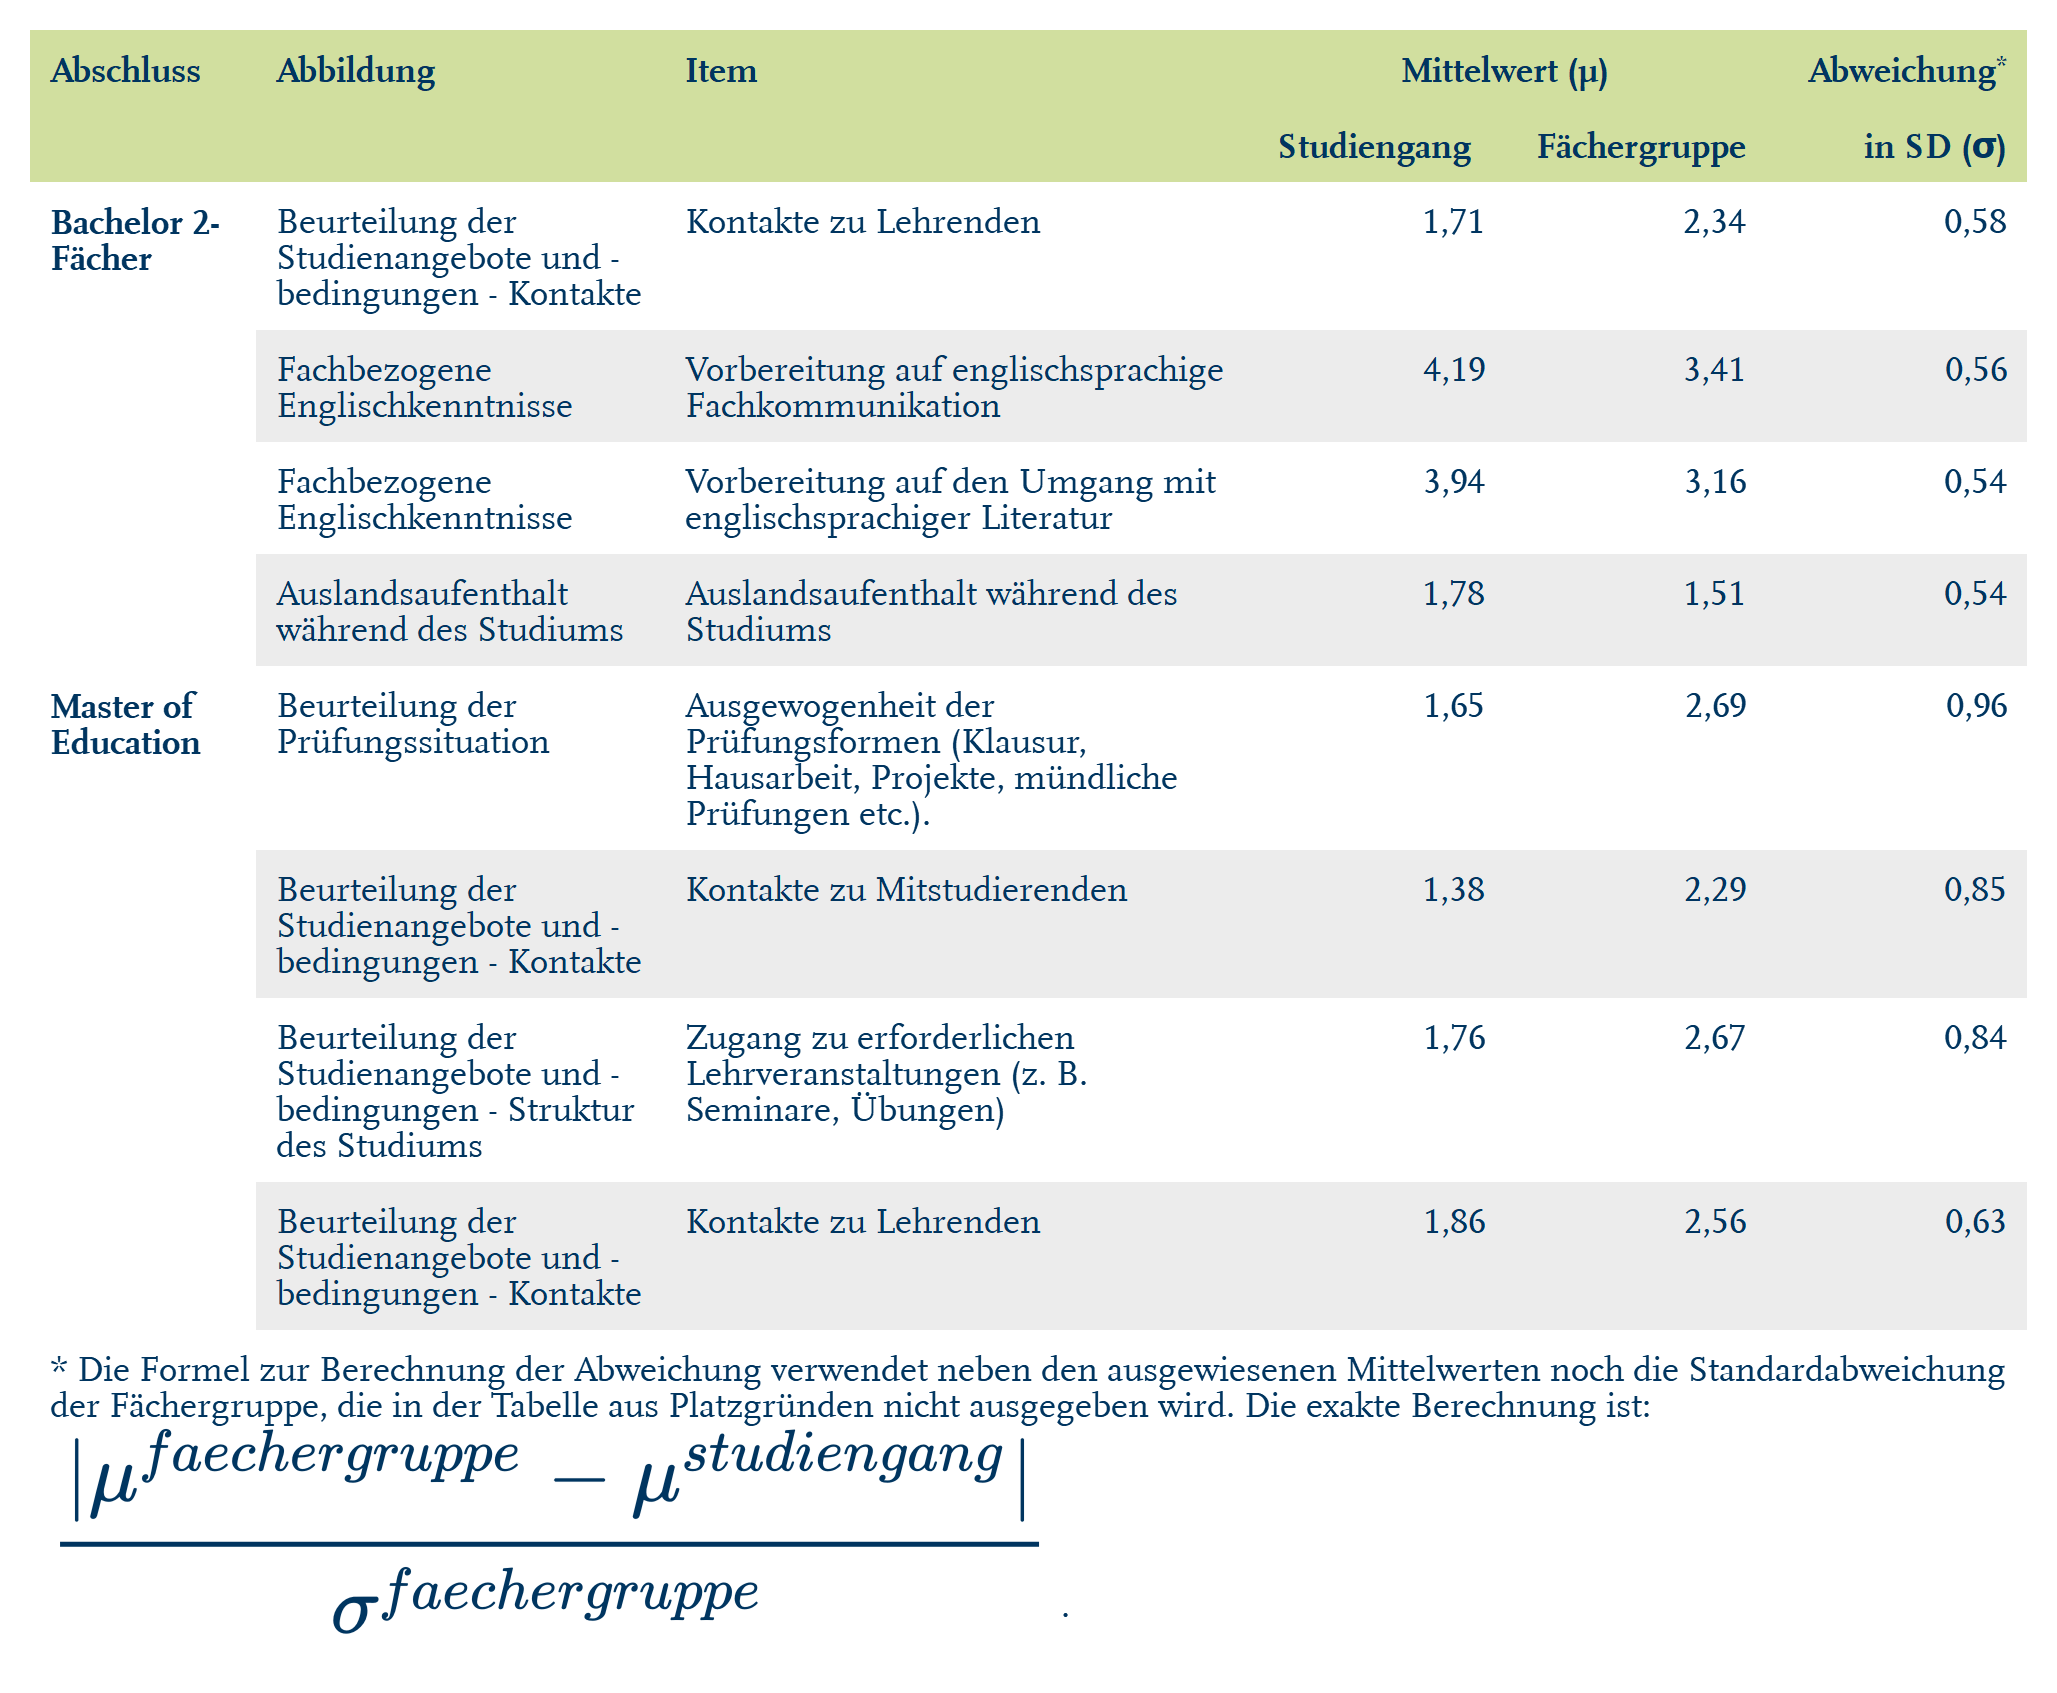 Abschluss Abbildung Item Mittelwert (µ) Abweichung*
Studiengang Fächergruppe in SD (σ)
Bachelor 2- Beurteilung der Kontakte zu Lehrenden 1,71 2,34 0,58
Fächer Studienangebote und -
bedingungen - Kontakte
Fachbezogene Vorbereitung auf englischsprachige 4,19 3,41 0,56
Englischkenntnisse Fachkommunikation
Fachbezogene Vorbereitung auf den Umgang mit 3,94 3,16 0,54
Englischkenntnisse englischsprachiger Literatur
Auslandsaufenthalt Auslandsaufenthalt während des 1,78 1,51 0,54
während des Studiums Studiums
Master of Beurteilung der Ausgewogenheit der 1,65 2,69 0,96
Education Prüfungssituation Prüfungsformen (Klausur,
Hausarbeit, Projekte, mündliche
Prüfungen etc.).
Beurteilung der Kontakte zu Mitstudierenden 1,38 2,29 0,85
Studienangebote und -
bedingungen - Kontakte
Beurteilung der Zugang zu erforderlichen 1,76 2,67 0,84
Studienangebote und - Lehrveranstaltungen (z. B.
bedingungen - Struktur Seminare, Übungen)
des Studiums
Beurteilung der Kontakte zu Lehrenden 1,86 2,56 0,63
Studienangebote und -
bedingungen - Kontakte
* Die Formel zur Berechnung der Abweichung verwendet neben den ausgewiesenen Mittelwerten noch die Standardabweichung
der Fächergruppe, die in der Tabelle aus Platzgründen nicht ausgegeben wird. Die exakte Berechnung ist:
|μ^faechergruppe − μ^studiengang|
σ^faechergruppe .